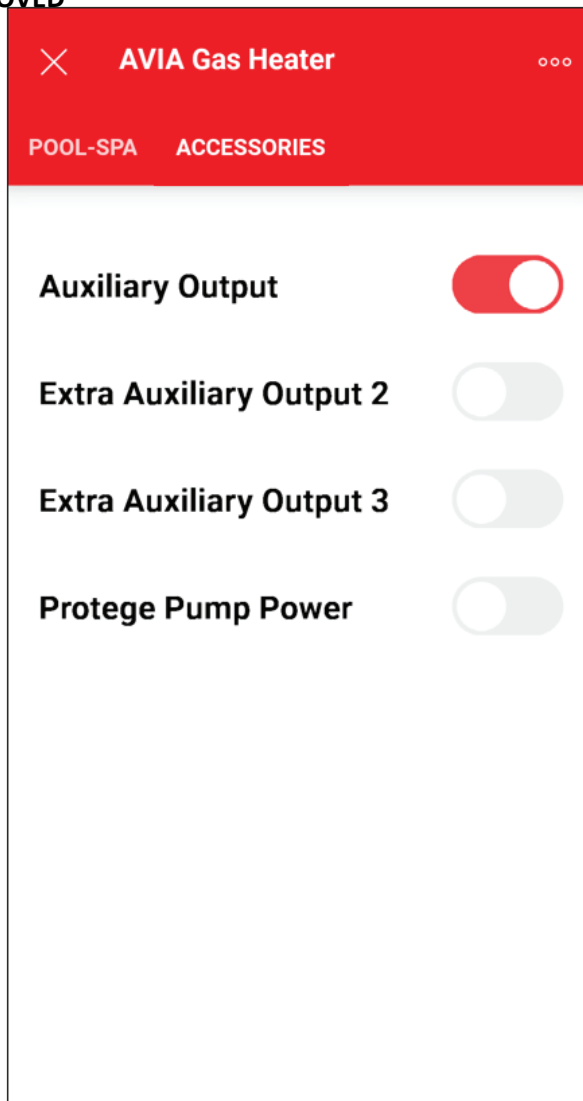 AVIA Gas Heater
POOL-SPA ACCESSORIES
Auxiliary Output
Extra Auxiliary Output 2
Extra Auxiliary Output 3
Protege Pump Power